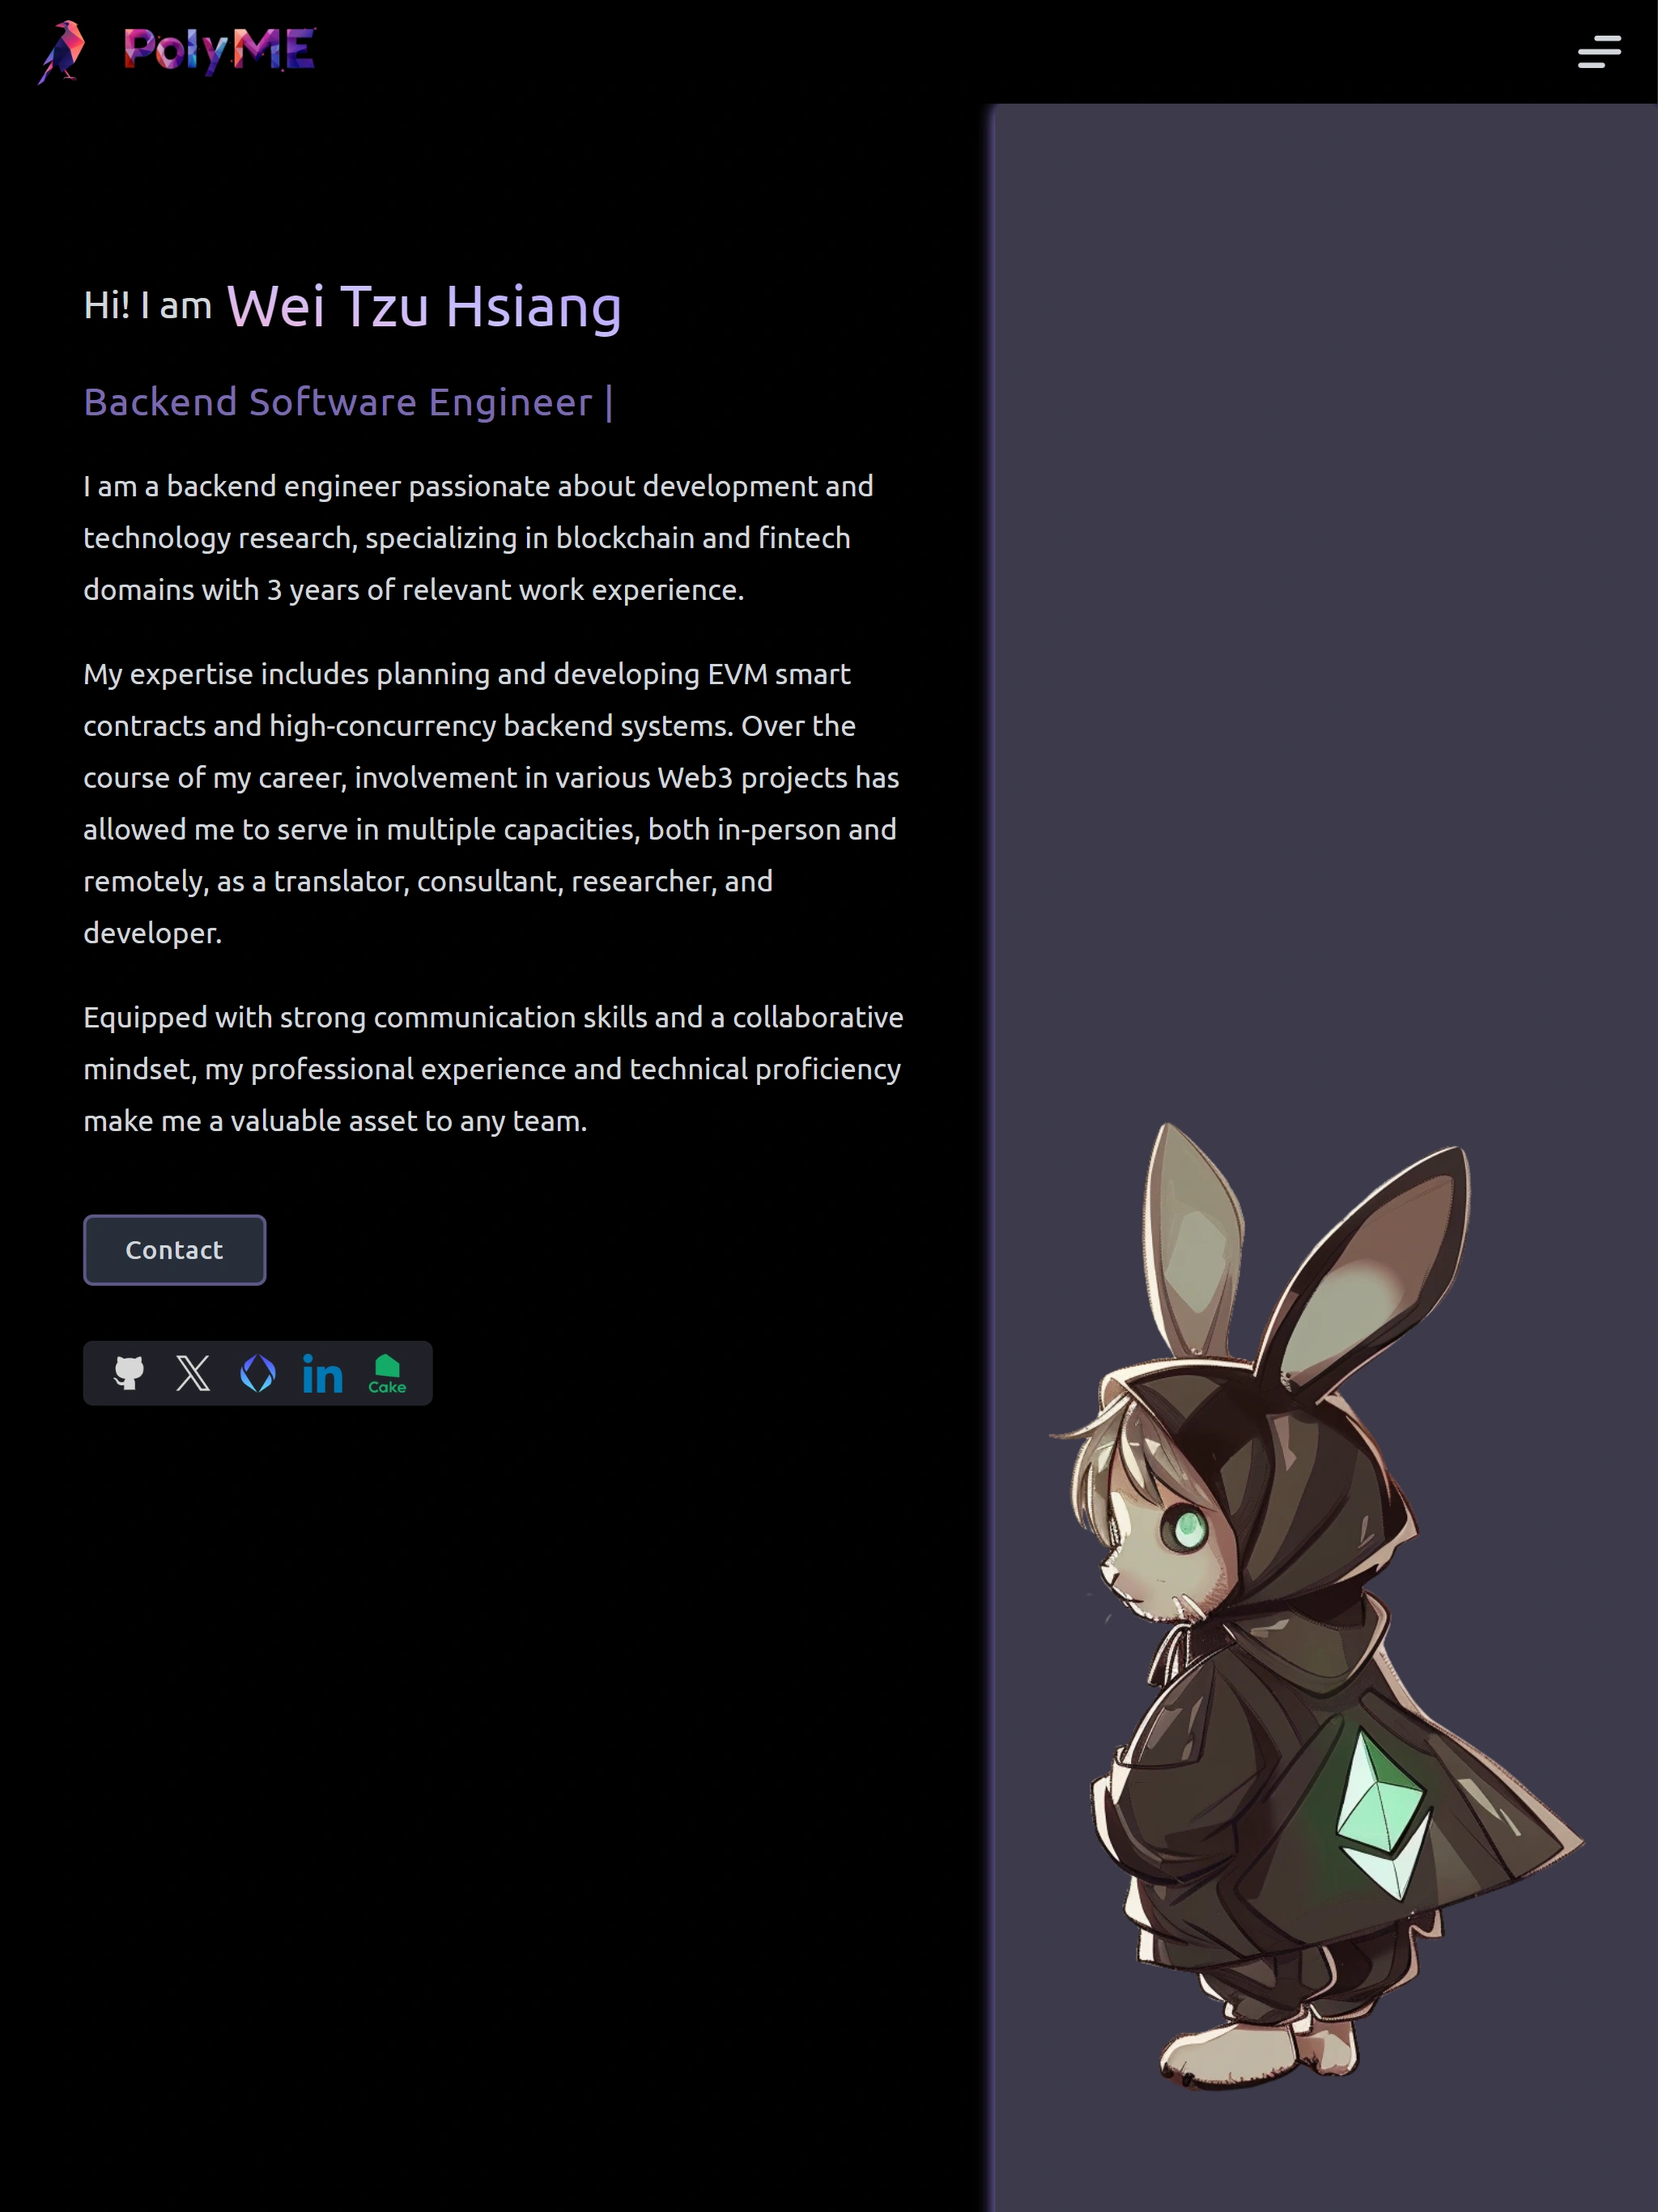 PolyME
Hi! I am Wei Tzu Hsiang
Backend Software Engineer |
I am a backend engineer passionate about development and
technology research, specializing in blockchain and fintech
domains with 3 years of relevant work experience.
My expertise includes planning and developing EVM smart
contracts and high-concurrency backend systems. Over the
course of my career, involvement in various Web3 projects has
allowed me to serve in multiple capacities, both in-person and
remotely, as a translator, consultant, researcher, and
developer.
Equipped with strong communication skills and a collaborative
mindset, my professional experience and technical proficiency
make me a valuable asset to any team.
Contact
in Cake